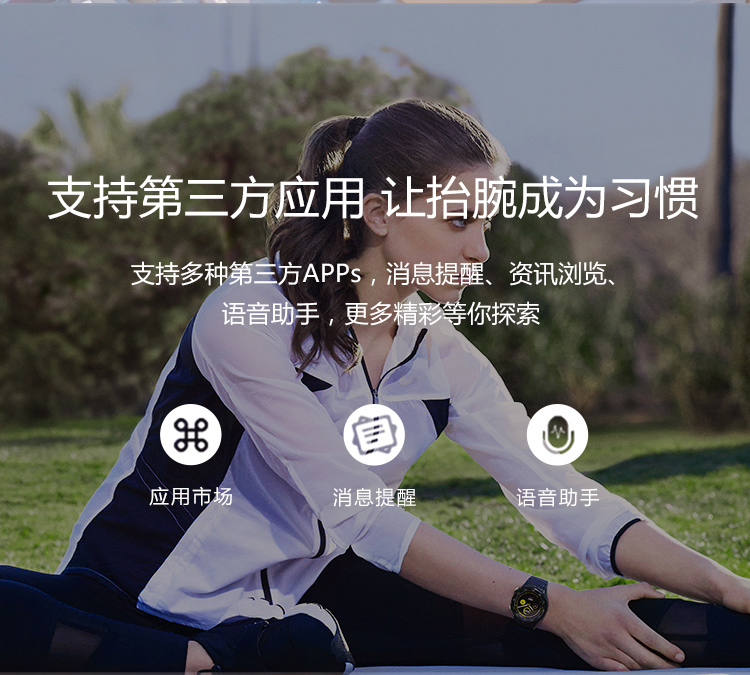 支持第三方应用 让抬腕成为习惯
支持多种第三方APPs，消息提醒、资讯浏览、
语音助手，更多精彩等你探索
应用市场 消息提醒 语音助手